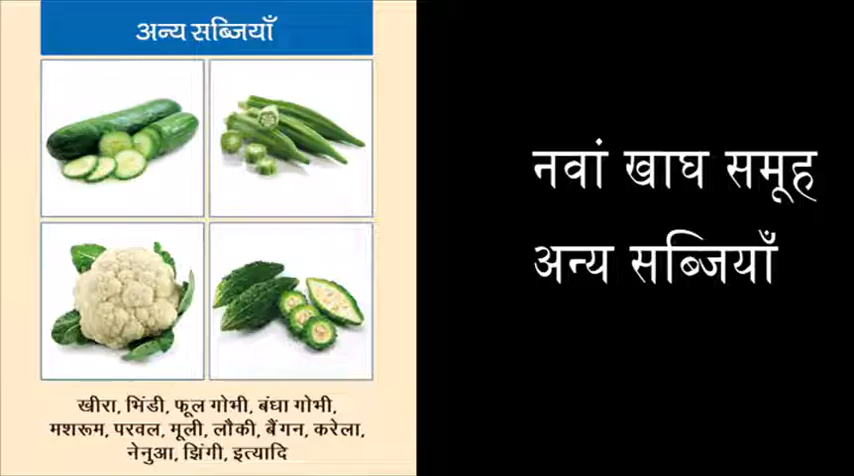 अन्य सब्जियाँ
खीरा, भिंडी, फूल गोभी, बंधा गोभी,
मशरूम, परवल, मूली, लौकी, बैंगन, करेला,
नेनुआ, झिंगी, इत्यादि
नवां खाघ समूह
अन्य सब्जियाँ